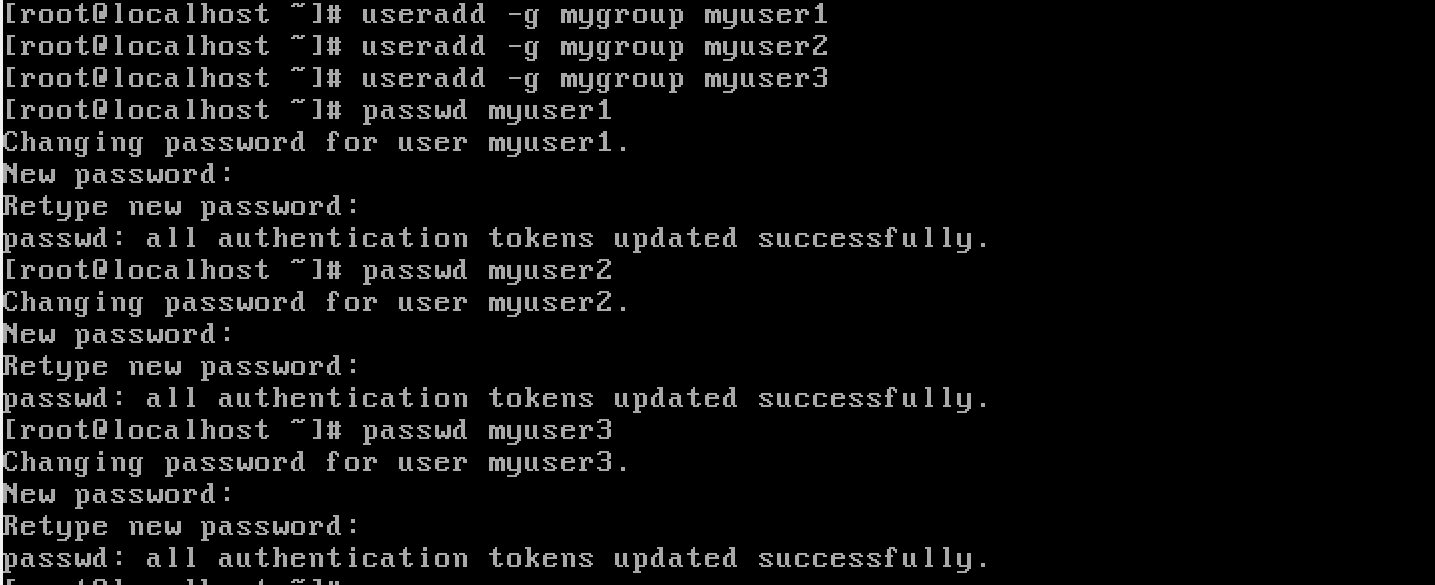 [root@localhost ~]# useradd -g mygroup myuser1
[root@localhost ~]# useradd -g mygroup myuser2
[root@localhost ~]# useradd -g mygroup myuser3
[root@localhost ~]# passwd myuser1
Changing password for user myuser1.
New password:
Retype new password:
passwd: all authentication tokens updated successfully.
[root@localhost ~]# passwd myuser2
Changing password for user myuser2.
New password:
Retype new password:
passwd: all authentication tokens updated successfully.
[root@localhost ~]# passwd myuser3
Changing password for user myuser3.
New password:
Retype new password:
passwd: all authentication tokens updated successfully.